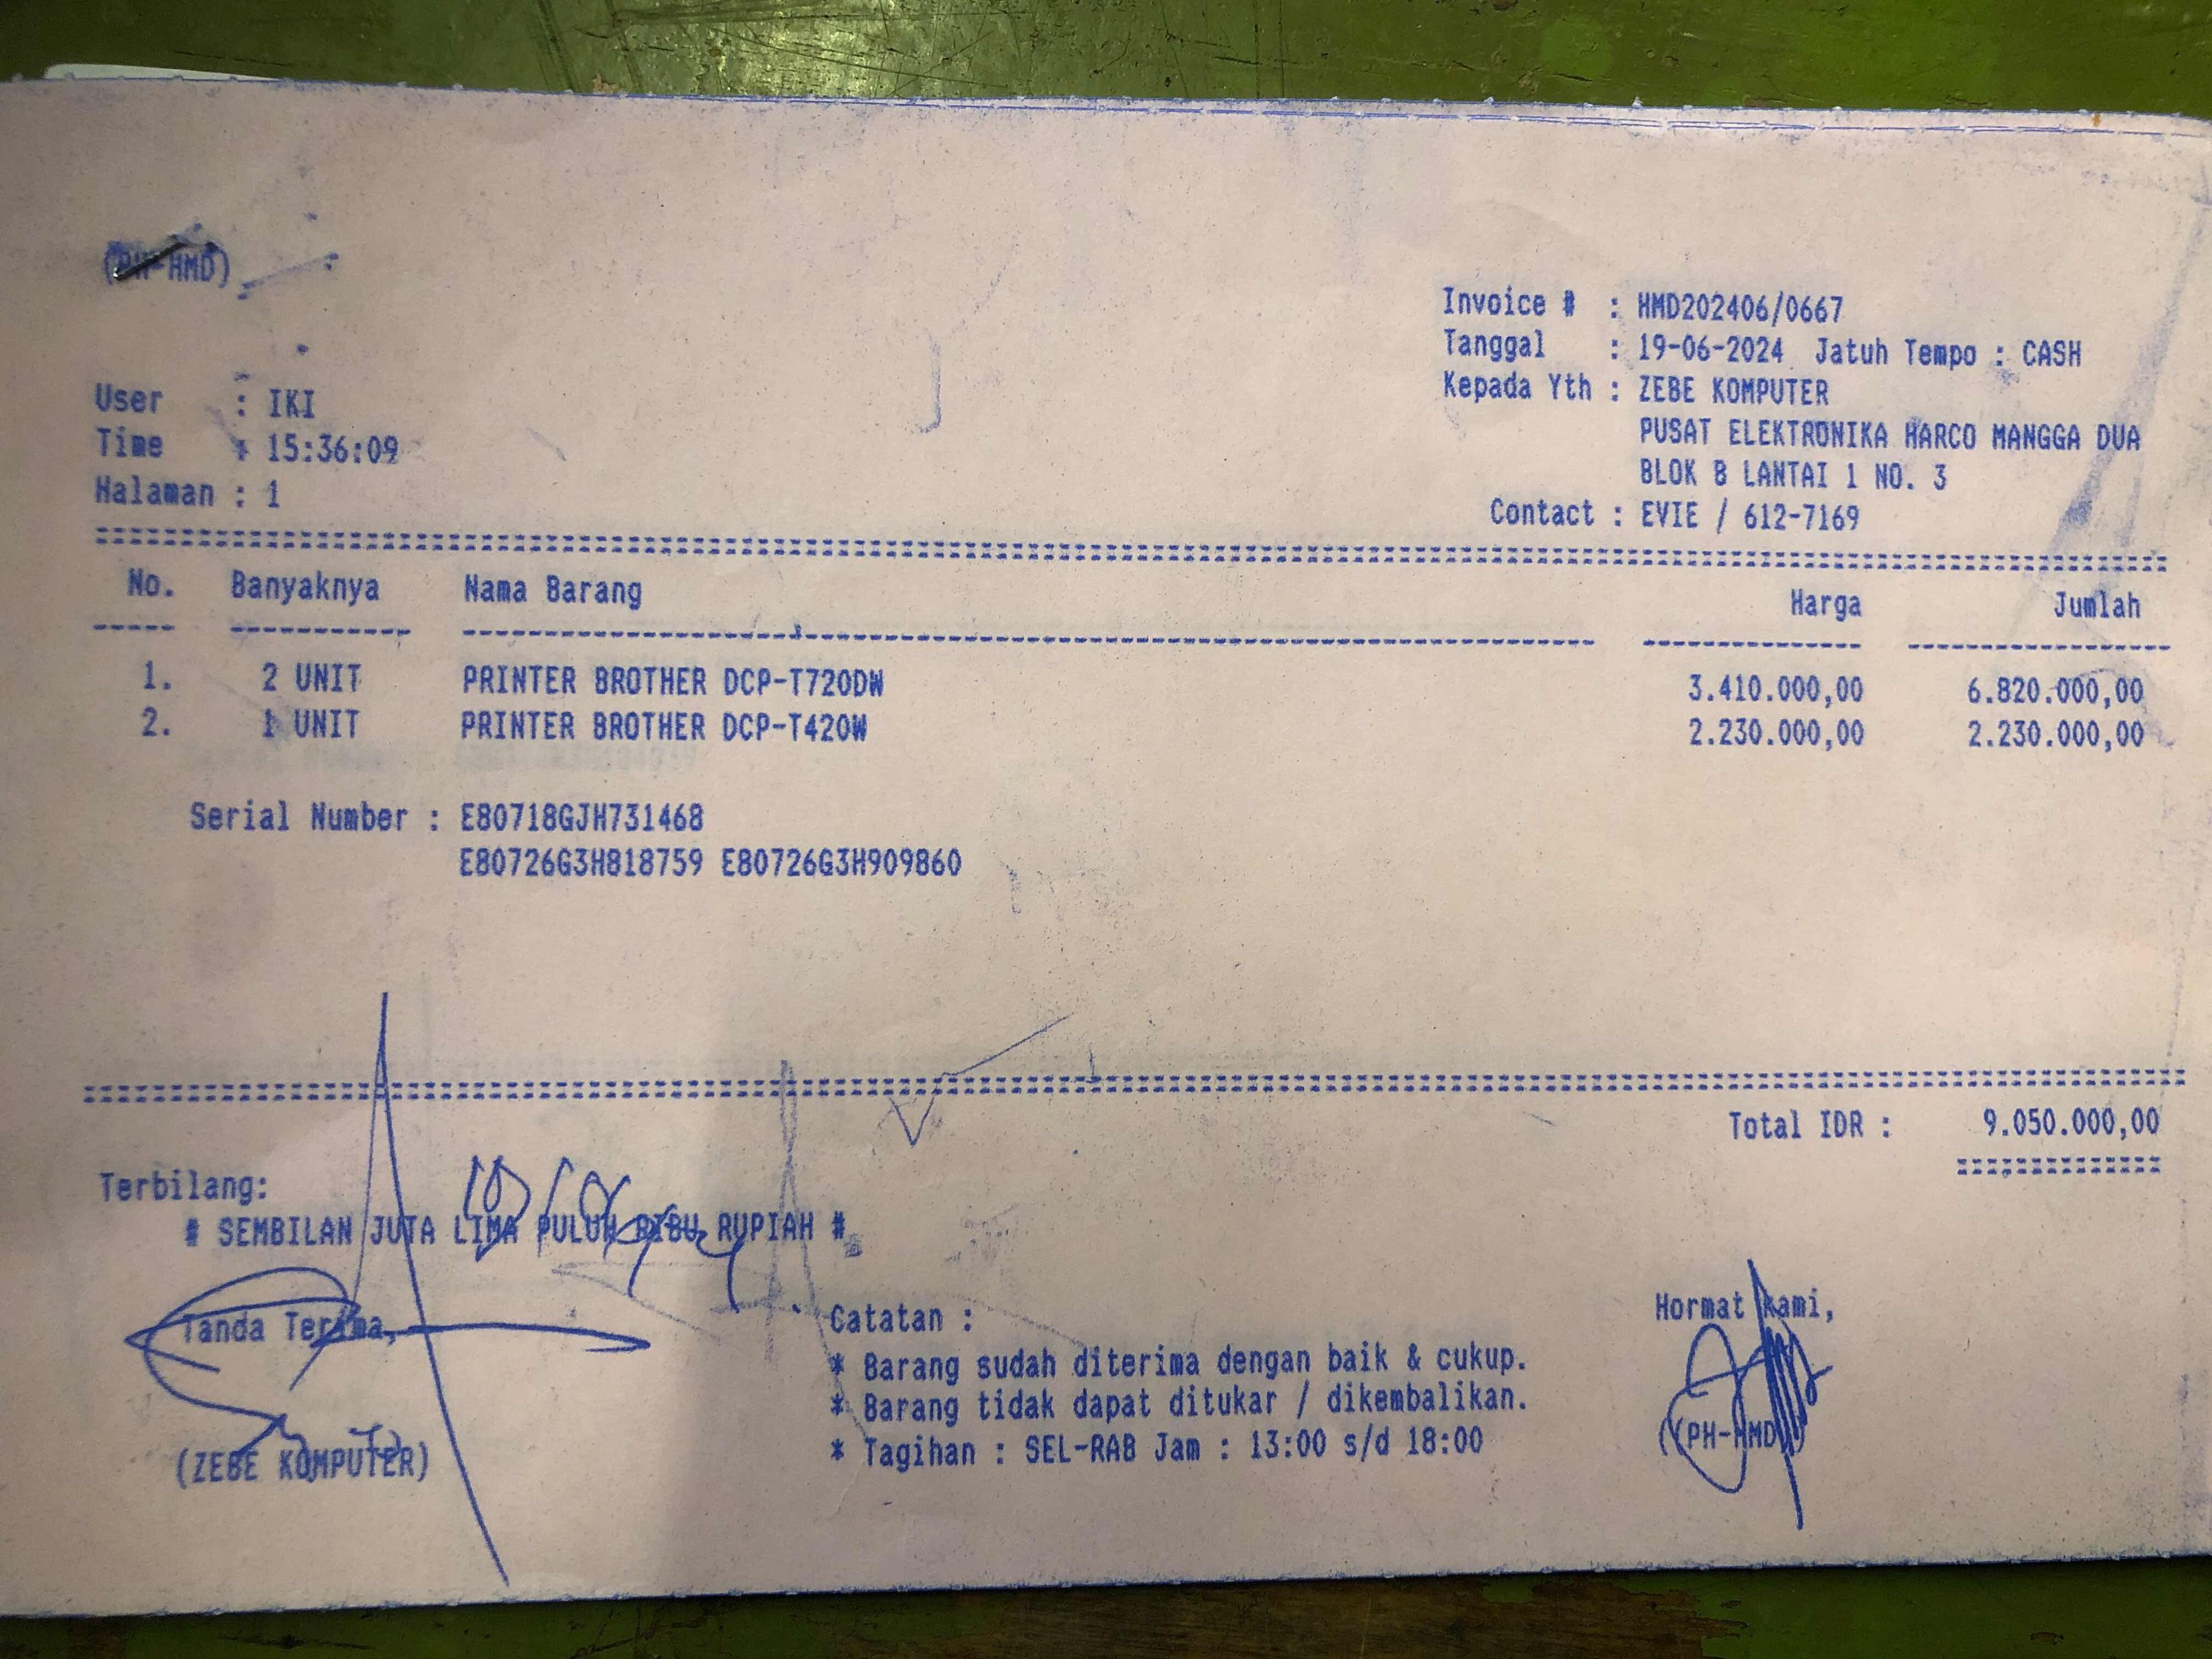 (PH-HMD)
Invoice # : HMD202406/0667
Tanggal : 19-06-2024 Jatuh Tempo : CASH
Kepada Yth : ZEBE KOMPUTER
PUSAT ELEKTRONIKA HARCO MANGGA DUA
BLOK B LANTAI 1 NO. 3
Contact : EVIE / 612-7169
User : IKI
Time : 15:36:09
Halaman : 1
No. Banyaknya Nama Barang Harga Jumlah
1. 2 UNIT PRINTER BROTHER DCP-T720DW 3.410.000,00 6.820.000,00
2. 1 UNIT PRINTER BROTHER DCP-T420W 2.230.000,00 2.230.000,00
Serial Number : E80718GJH731468
E80726G3H818759 E80726G3H909860
Total IDR : 9.050.000,00
Terbilang:
# SEMBILAN JUTA LIMA PULUH RIBU RUPIAH #
Tanda Terima,
(ZEBE KOMPUTER)
Catatan :
* Barang sudah diterima dengan baik & cukup.
* Barang tidak dapat ditukar / dikembalikan.
* Tagihan : SEL-RAB Jam : 13:00 s/d 18:00
Hormat kami,
(PH-HMD)